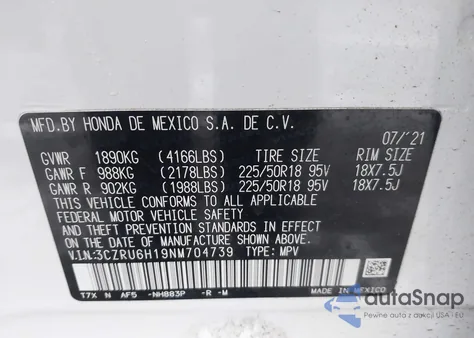 MFD.BY HONDA DE MEXICO S.A. DE C.V.
07/'21
GVWR 1890KG (4166LBS) TIRE SIZE RIM SIZE
GAWR F 988KG (2178LBS) 225/50R18 95V 18X7.5J
GAWR R 902KG (1988LBS) 225/50R18 95V 18X7.5J
THIS VEHICLE CONFORMS TO ALL APPLICABLE
FEDERAL MOTOR VEHICLE SAFETY, BUMPER,
AND THEFT PREVENTION STANDARDS IN EFFECT
ON THE DATE OF MANUFACTURE SHOWN ABOVE.
V.I.N.:3CZRU6H19NM704739 TYPE: MPV
T7X N AF5 -NH883P -R -M
MADE IN MEXICO
autaSnap
Pewne auta z USA i EU